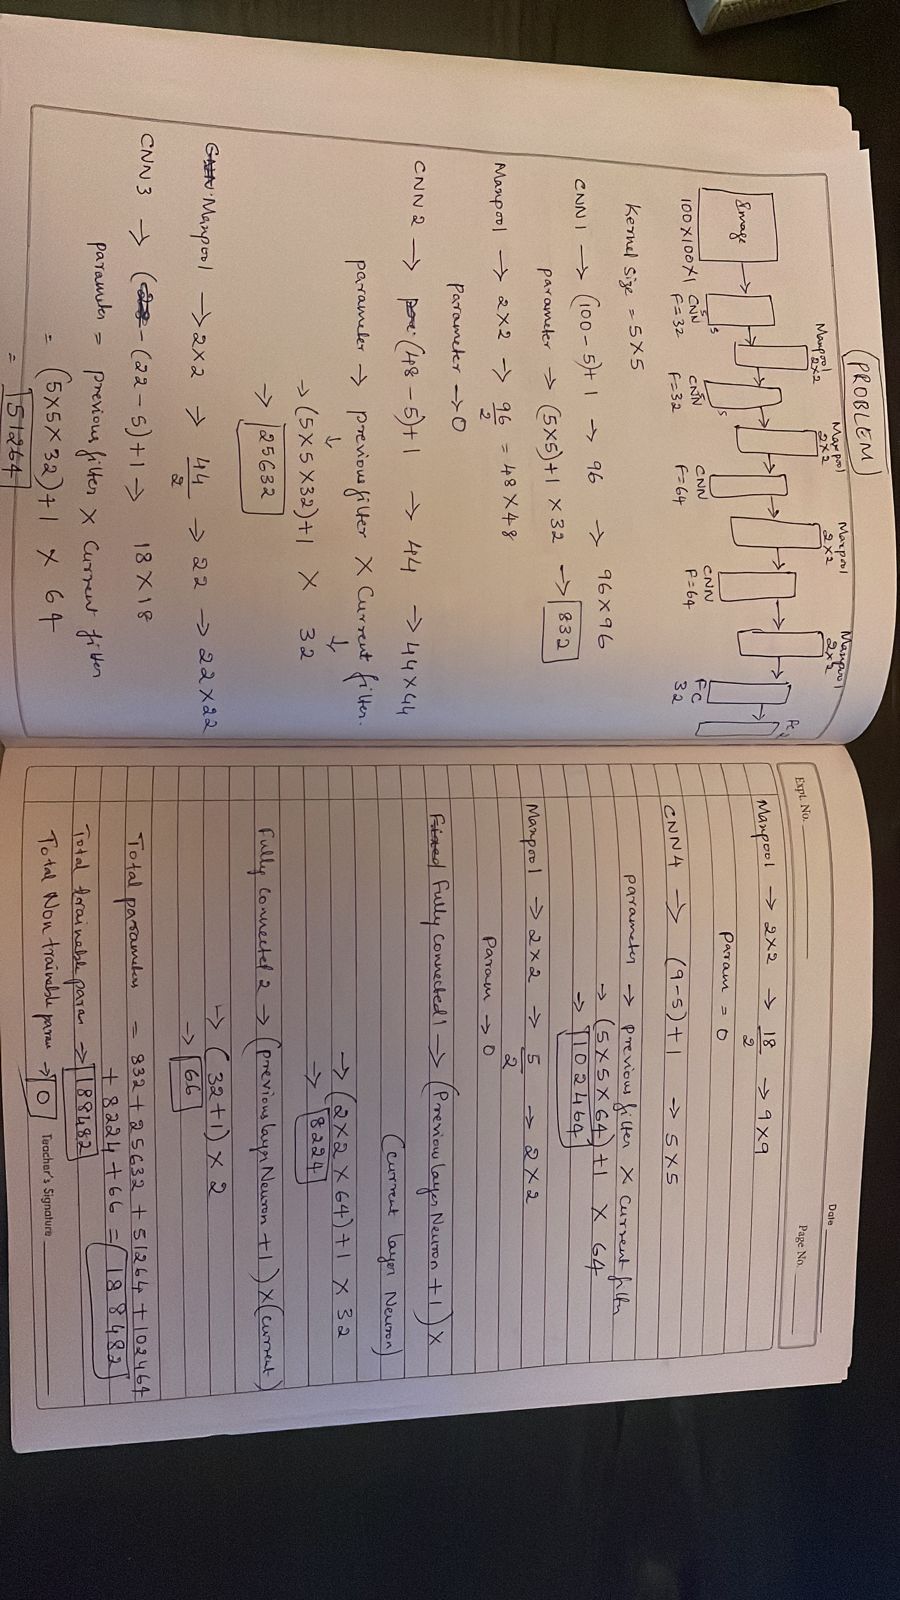 PROBLEM
Maxpool
2×2
Maxpool
2×2
Maxpool
2×2
Maxpool
2×2
Image
100×100×1
5
5
CNN
F=32
5
5
CNN
F=32
CNN
F=64
CNN
F=64
FC
32
FC
2
Kernel Size = 5×5
CNN1 → (100-5)+1 → 96 → 96×96
parameter → (5×5)+1 ×32 → 832
Maxpool → 2×2 → 96/2 = 48×48
parameter → 0
CNN2 → (48-5)+1 → 44 → 44×44
parameter → previous filter × Current filter.
→ (5×5×32)+1 × 32
→ 25632
CNN Maxpool → 2×2 → 44/2 → 22 → 22×22
CNN3 → ( - (22-5)+1 → 18×18
parameter = previous filter × Current filter
= (5×5×32)+1 × 64
= 51264
Date
Expt. No.
Page No.
Maxpool → 2×2 → 18/2 → 9×9
Param = 0
CNN4 → (9-5)+1 → 5×5
parameter → previous filter × Current filtr
→ (5×5×64)+1 × 64
→ 102464
Maxpool → 2×2 → 5/2 → 2×2
Param → 0
Fixed Fully Connected1 → (Previous layer Neuron +1) ×
(current layer Neuron)
→ (2×2×64)+1 × 32
→ 8224
Fully Connected 2 → (previous layer Neuron +1) × (current)
→ (32+1) × 2
→ 66
Total parameters = 832+25632+51264+102464
+8224+66 = 188482
Total trainable param → 188482
Total Non trainable param → 0
Teacher's Signature